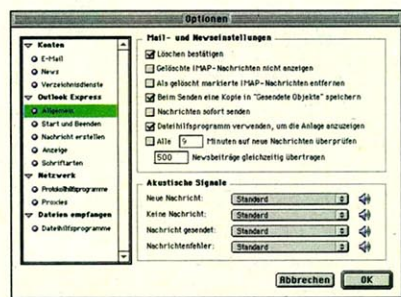 Optionen
Konten
E-Mail
News
Verzeichnisdienste
Outlook Express
Allgemein
Start und Beenden
Nachricht erstellen
Anzeige
Schriftarten
Netzwerk
Protokollhilfsprogramme
Proxies
Dateien empfangen
Dateihilfsprogramme
Mail- und Newseinstellungen
Löschen bestätigen
Gelöschte IMAP-Nachrichten nicht anzeigen
Als gelöscht markierte IMAP-Nachrichten entfernen
Beim Senden eine Kopie in "Gesendete Objekte" speichern
Nachrichten sofort senden
Dateihilfsprogramm verwenden, um die Anlage anzuzeigen
Alle 9 Minuten auf neue Nachrichten überprüfen
500 Newsbeiträge gleichzeitig übertragen
Akustische Signale
Neue Nachricht: Standard
Keine Nachricht: Standard
Nachricht gesendet: Standard
Nachrichtenfehler: Standard
Abbrechen OK